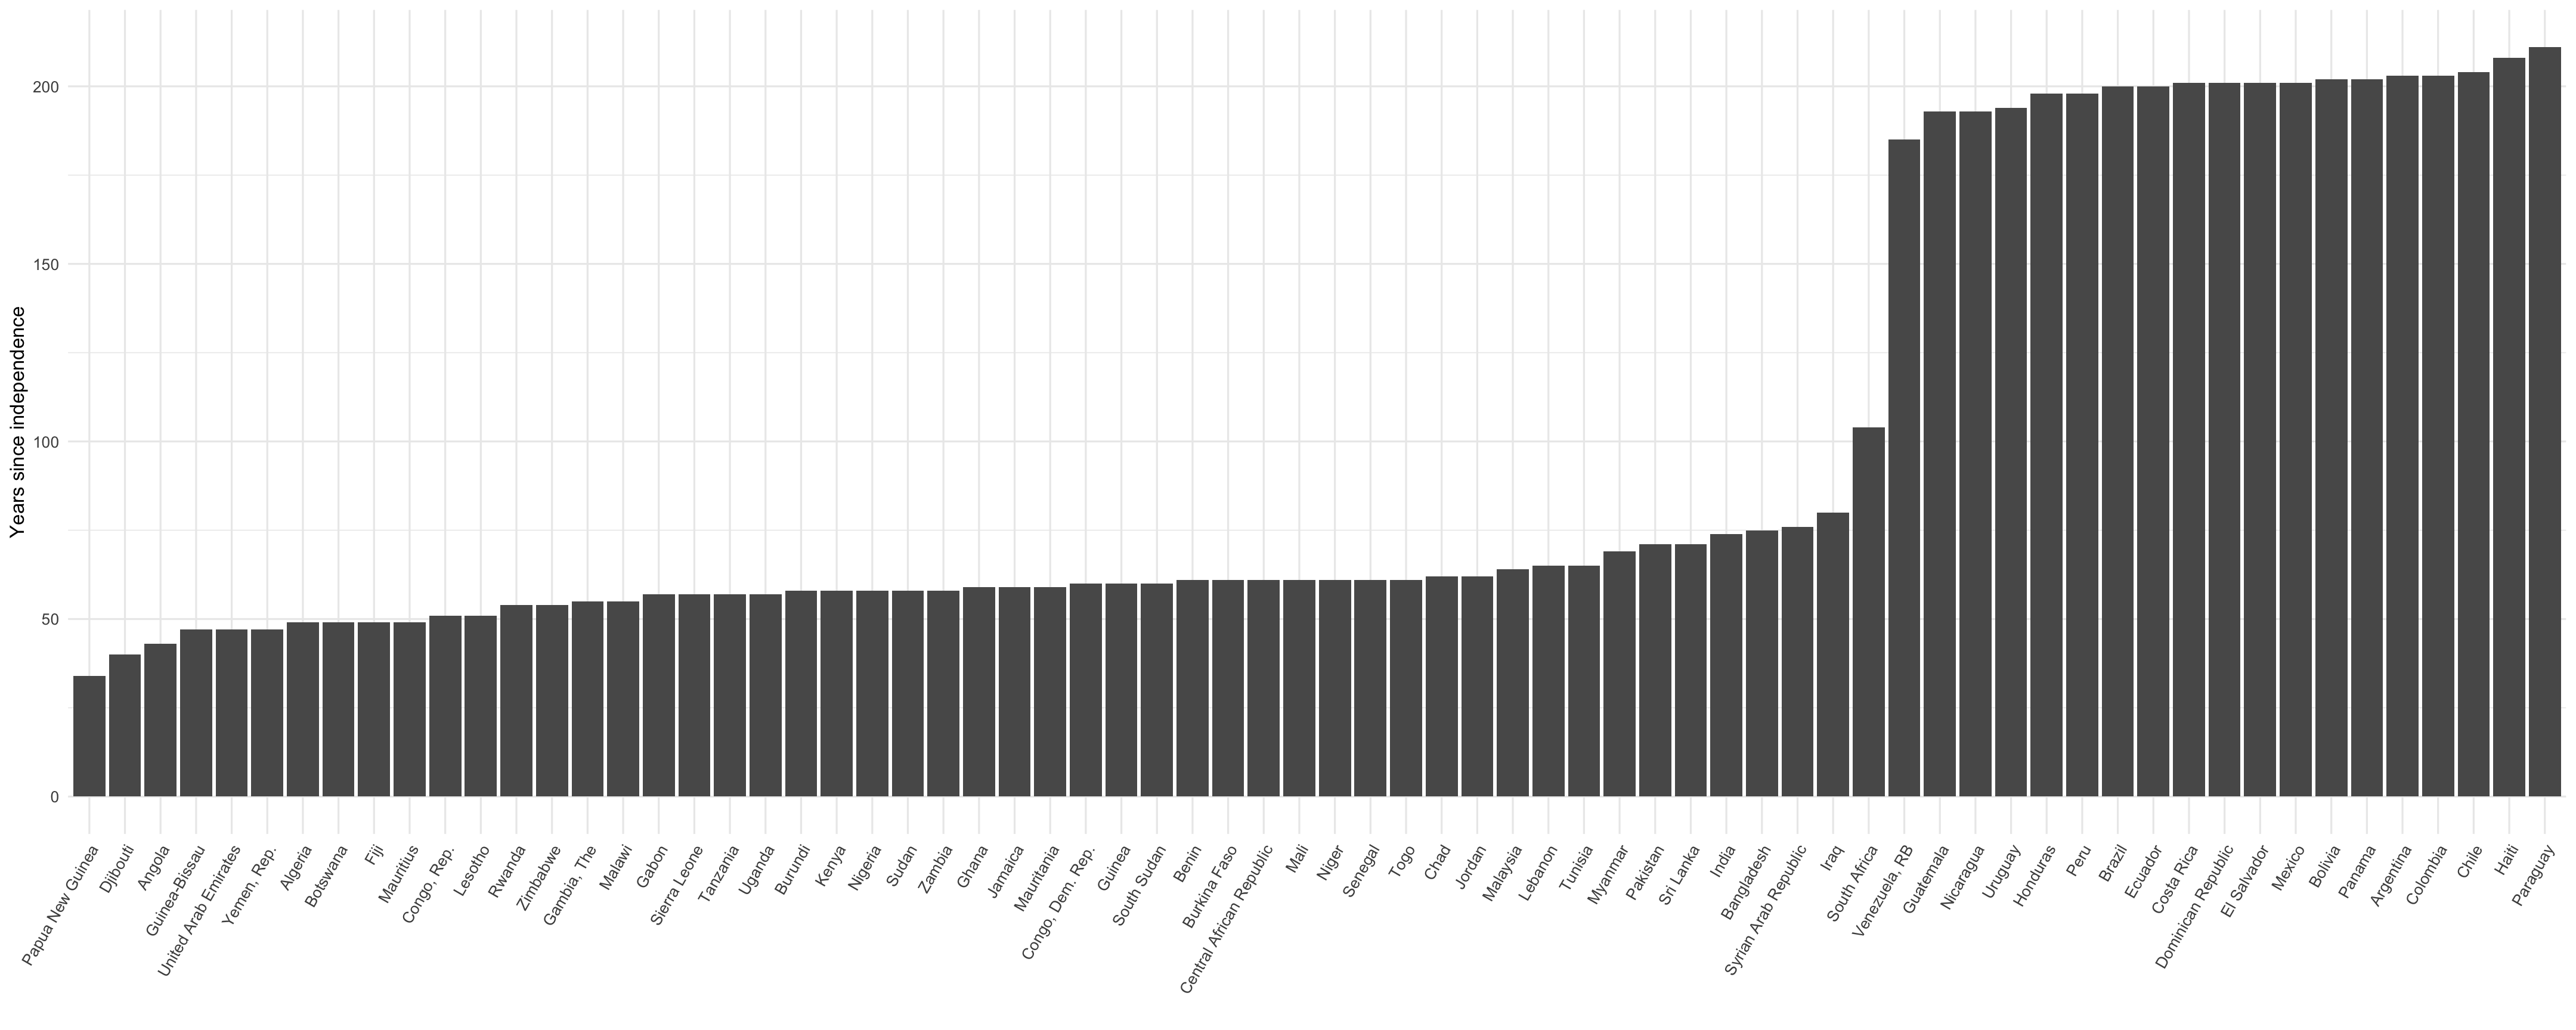 Years since independence
200
150
100
50
0
Papua New Guinea
Djibouti
Angola
Guinea-Bissau
United Arab Emirates
Yemen, Rep.
Algeria
Botswana
Fiji
Mauritius
Congo, Rep.
Lesotho
Rwanda
Zimbabwe
Gambia, The
Malawi
Gabon
Sierra Leone
Tanzania
Uganda
Burundi
Kenya
Nigeria
Sudan
Zambia
Ghana
Jamaica
Mauritania
Congo, Dem. Rep.
Guinea
South Sudan
Benin
Burkina Faso
Central African Republic
Mali
Niger
Senegal
Togo
Chad
Jordan
Malaysia
Lebanon
Tunisia
Myanmar
Pakistan
Sri Lanka
India
Bangladesh
Syrian Arab Republic
Iraq
South Africa
Venezuela, RB
Guatemala
Nicaragua
Uruguay
Honduras
Peru
Brazil
Ecuador
Costa Rica
Dominican Republic
El Salvador
Mexico
Bolivia
Panama
Argentina
Colombia
Chile
Haiti
Paraguay